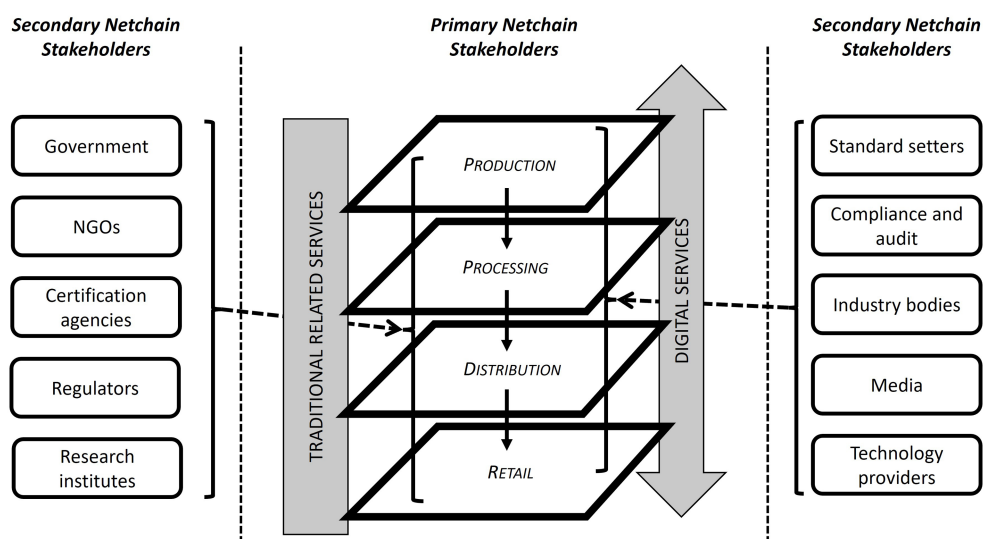 Secondary Netchain
Stakeholders
Primary Netchain
Stakeholders
Secondary Netchain
Stakeholders
Government
NGOs
Certification
agencies
Regulators
Research
institutes
TRADITIONAL RELATED SERVICES
PRODUCTION
PROCESSING
DISTRIBUTION
RETAIL
DIGITAL SERVICES
Standard setters
Compliance and
audit
Industry bodies
Media
Technology
providers